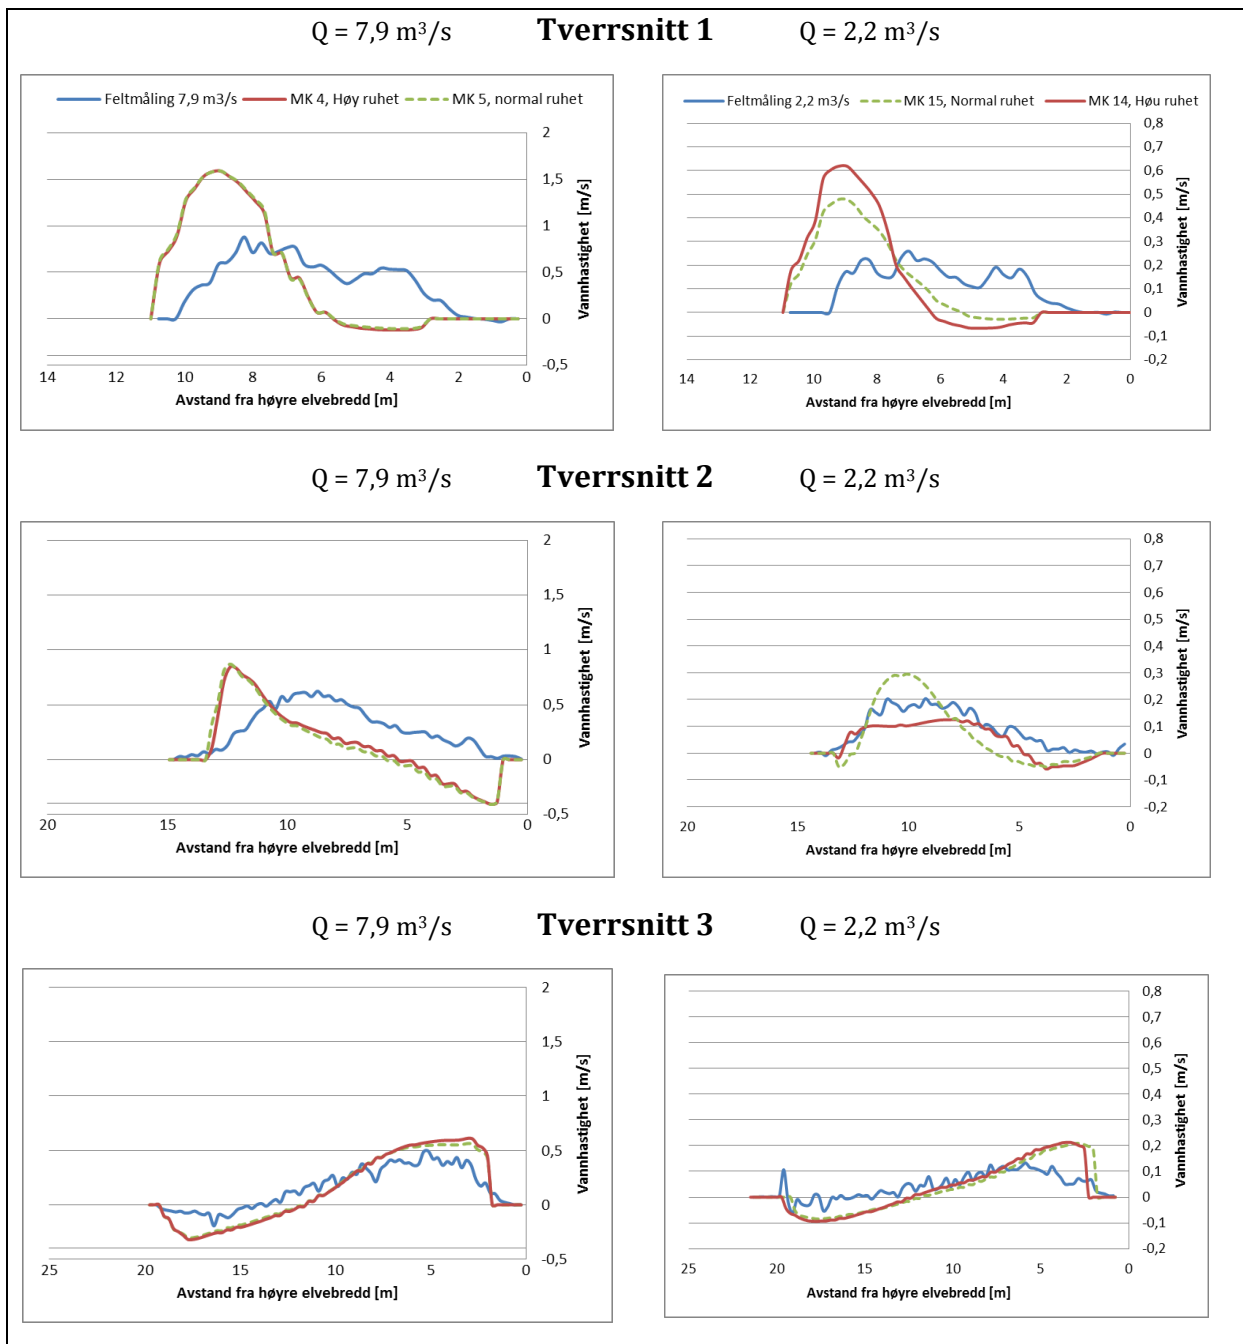 Q = 7,9 m³/s Tverrsnitt 1 Q = 2,2 m³/s
Feltmåling 7,9 m3/s MK 4, Høy ruhet MK 5, normal ruhet
2
1,5
1
0,5
0
-0,5
Vannhastighet [m/s]
14 12 10 8 6 4 2 0
Avstand fra høyre elvebredd [m]
Feltmåling 2,2 m3/s MK 15, Normal ruhet MK 14, Høu ruhet
0,8
0,7
0,6
0,5
0,4
0,3
0,2
0,1
0
-0,1
-0,2
Vannhastighet [m/s]
14 12 10 8 6 4 2 0
Avstand fra høyre elvebredd [m]
Q = 7,9 m³/s Tverrsnitt 2 Q = 2,2 m³/s
2
1,5
1
0,5
0
-0,5
Vannhastighet [m/s]
20 15 10 5 0
Avstand fra høyre elvebredd [m]
0,8
0,7
0,6
0,5
0,4
0,3
0,2
0,1
0
-0,1
-0,2
Vannhastighet [m/s]
20 15 10 5 0
Avstand fra høyre elvebredd [m]
Q = 7,9 m³/s Tverrsnitt 3 Q = 2,2 m³/s
2
1,5
1
0,5
0
-0,5
Vannhastighet [m/s]
25 20 15 10 5 0
Avstand fra høyre elvebredd [m]
0,8
0,7
0,6
0,5
0,4
0,3
0,2
0,1
0
-0,1
-0,2
Vannhastighet [m/s]
25 20 15 10 5 0
Avstand fra høyre elvebredd [m]